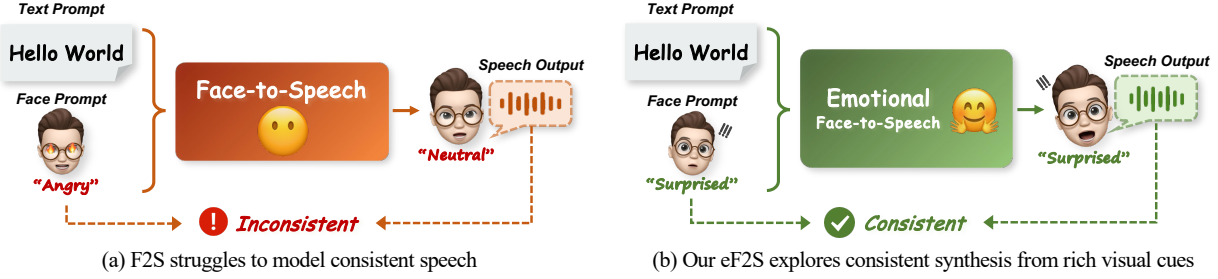 Text Prompt
Hello World
Face Prompt
“Angry”
Face-to-Speech
Speech Output
“Neutral”
! Inconsistent
(a) F2S struggles to model consistent speech
Text Prompt
Hello World
Face Prompt
“Surprised”
Emotional
Face-to-Speech
Speech Output
“Surprised”
Consistent
(b) Our eF2S explores consistent synthesis from rich visual cues